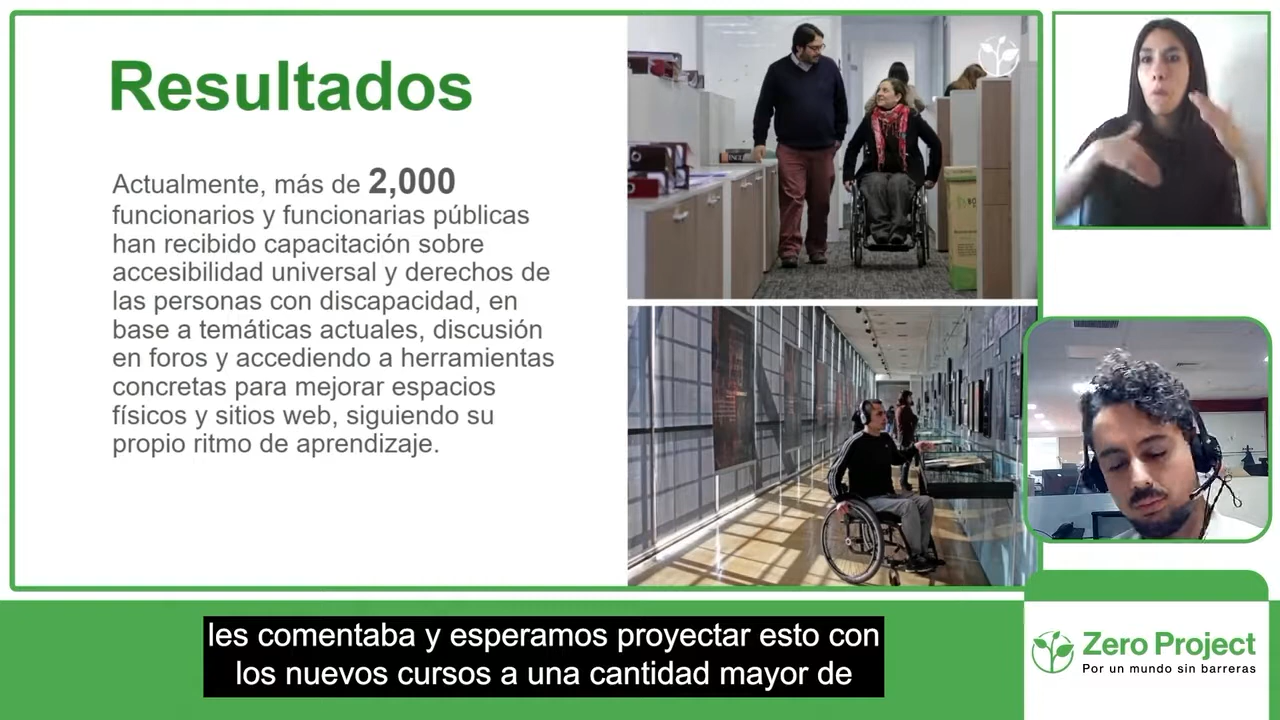 Resultados
Actualmente, más de 2,000
funcionarios y funcionarias públicas
han recibido capacitación sobre
accesibilidad universal y derechos de
las personas con discapacidad, en
base a temáticas actuales, discusión
en foros y accediendo a herramientas
concretas para mejorar espacios
físicos y sitios web, siguiendo su
propio ritmo de aprendizaje.
les comentaba y esperamos proyectar esto con
los nuevos cursos a una cantidad mayor de
Zero Project
Por un mundo sin barreras